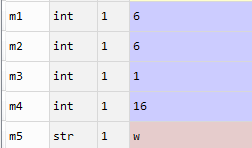 m1 int 1 6
m2 int 1 6
m3 int 1 1
m4 int 1 16
m5 str 1 w